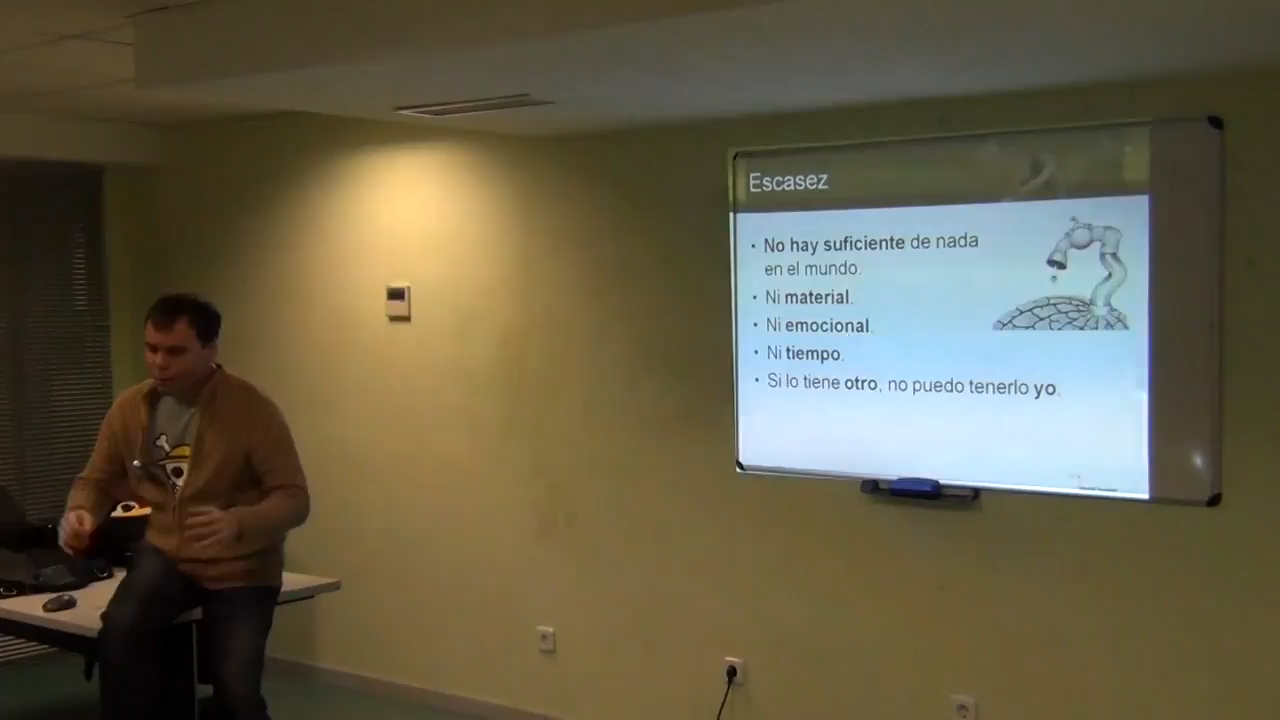 Escasez
• No hay suficiente de nada
en el mundo.
• Ni material.
• Ni emocional.
• Ni tiempo.
• Si lo tiene otro, no puedo tenerlo yo.